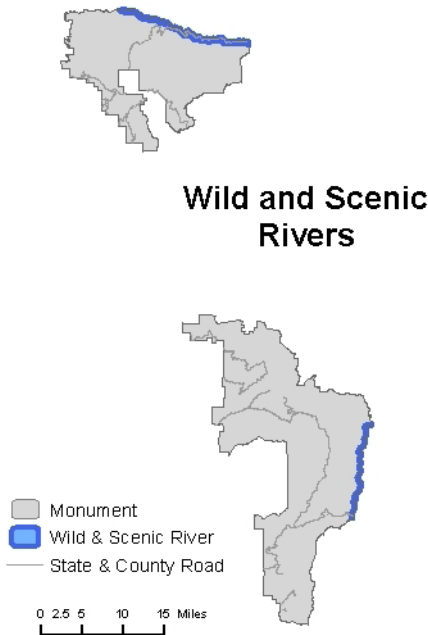 Wild and Scenic
Rivers
Monument
Wild & Scenic River
State & County Road
0 2.5 5 10 15 Miles